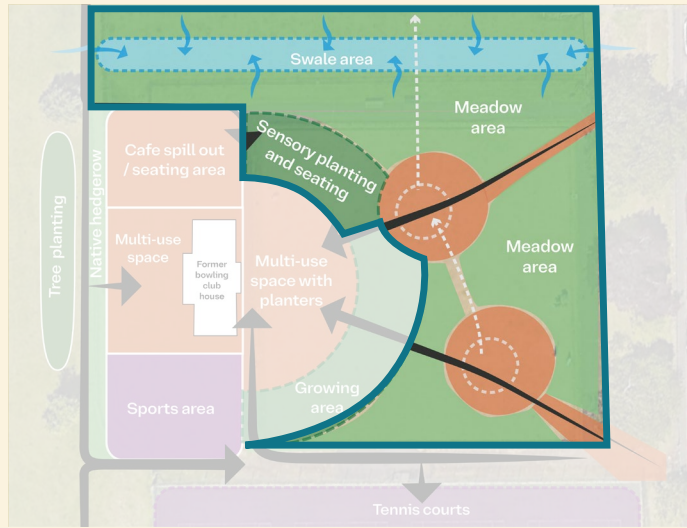 Swale area
Meadow
area
Sensory planting
and seating
Cafe spill out
/ seating area
Native hedgerow
Tree planting
Multi-use
space
Former
bowling
club
house
Multi-use
space with
planters
Meadow
area
Growing
area
Sports area
Tennis courts